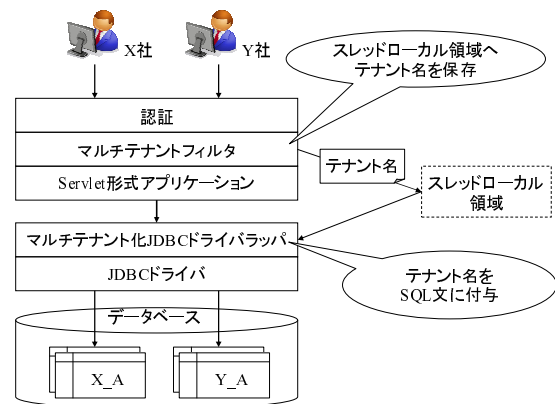 X社
Y社
スレッドローカル領域へ
テナント名を保存
認証
マルチテナントフィルタ
Servlet形式アプリケーション
テナント名
スレッドローカル
領域
マルチテナント化JDBCドライバラッパ
JDBCドライバ
テナント名を
SQL文に付与
データベース
X_A
Y_A